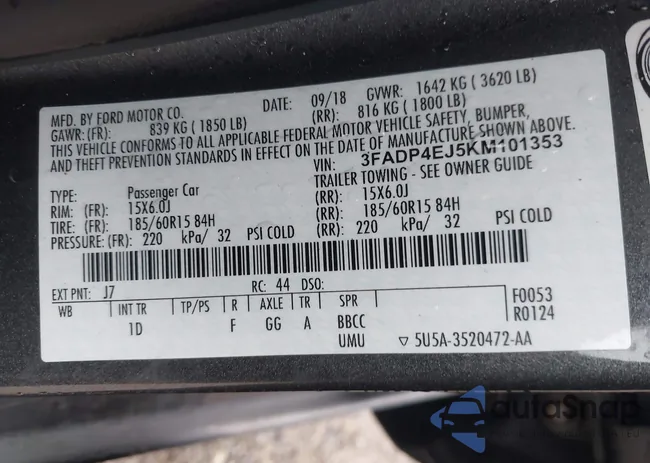 MFD. BY FORD MOTOR CO.
DATE: 09/18 GVWR: 1642 KG ( 3620 LB)
GAWR:(FR): 839 KG ( 1850 LB) (RR): 816 KG ( 1800 LB)
THIS VEHICLE CONFORMS TO ALL APPLICABLE FEDERAL MOTOR VEHICLE SAFETY, BUMPER,
AND THEFT PREVENTION STANDARDS IN EFFECT ON THE DATE OF MANUFACTURE SHOWN ABOVE.
VIN: 3FADP4EJ5KM101353
TYPE: Passenger Car TRAILER TOWING - SEE OWNER GUIDE
RIM: (FR): 15X6.0J (RR): 15X6.0J
TIRE: (FR): 185/60R15 84H (RR): 185/60R15 84H
PRESSURE:(FR): 220 kPa/ 32 PSI COLD (RR): 220 kPa/ 32 PSI COLD
EXT PNT: J7 RC: 44 DSO: F0053
WB INT TR TP/PS R AXLE TR SPR R0124
1D F GG A BBCC
UMU ▽ 5U5A-3520472-AA
autoSnap